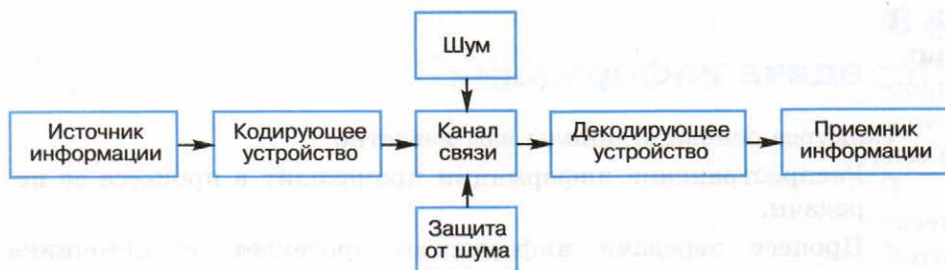 Шум
Источник
информации
Кодирующее
устройство
Канал
связи
Декодирующее
устройство
Приемник
информации
Защита
от шума